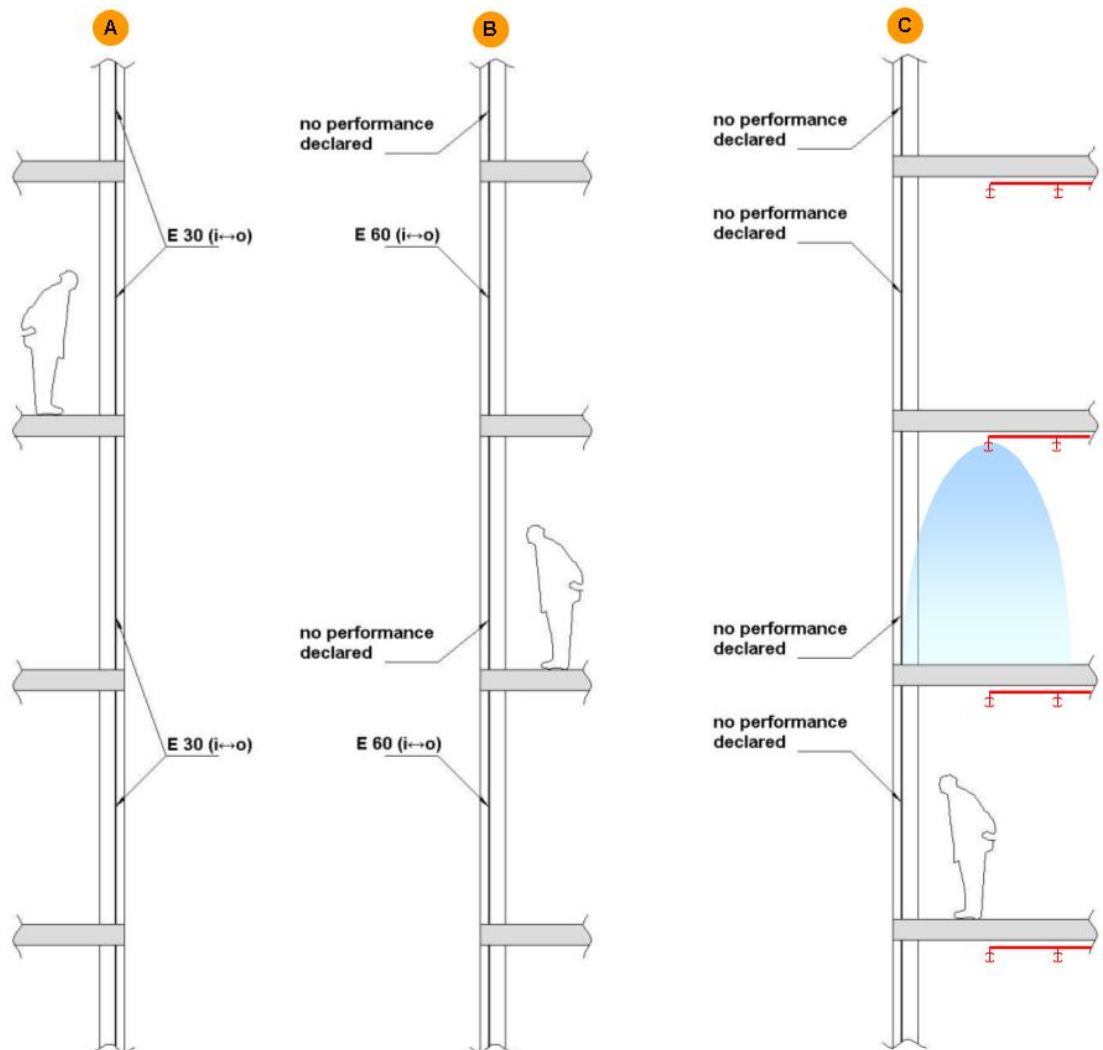 A
B
C
no performance
declared
no performance
declared
no performance
declared
E 30 (i↔o)
E 60 (i↔o)
no performance
declared
no performance
declared
E 30 (i↔o)
E 60 (i↔o)
no performance
declared